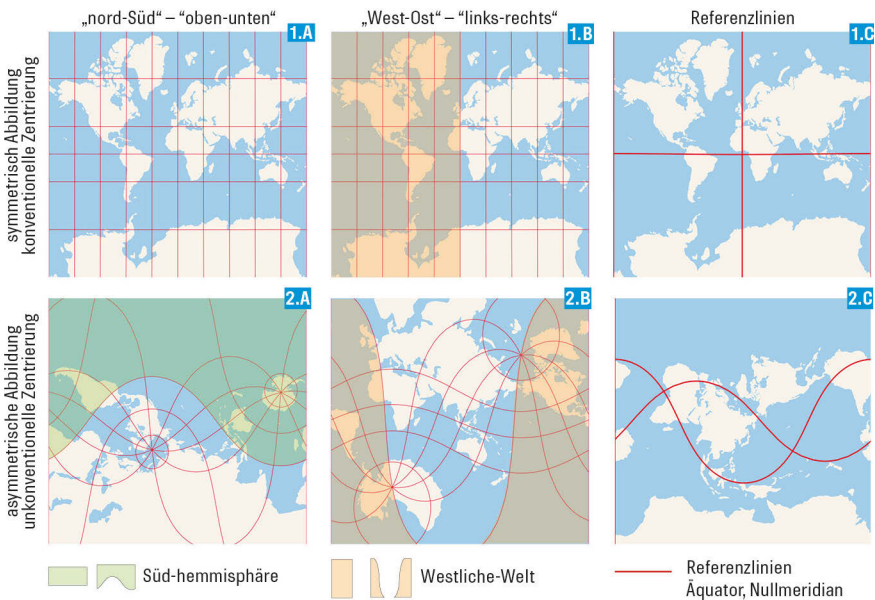 „nord-Süd“ – “oben-unten“
„West-Ost“ – “links-rechts“
Referenzlinien
symmetrisch Abbildung
konventionelle Zentrierung
1.A
1.B
1.C
asymmetrische Abbildung
unkonventionelle Zentrierung
2.A
2.B
2.C
Süd-hemmisphäre
Westliche-Welt
Referenzlinien
Äquator, Nullmeridian